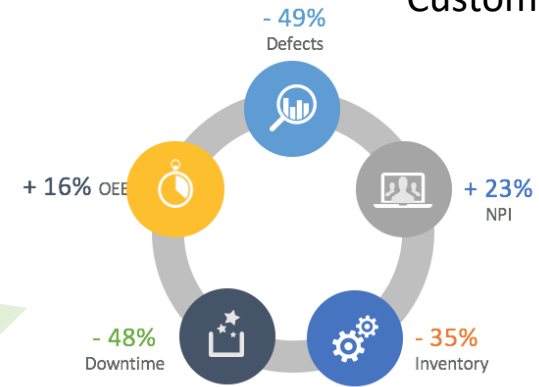 Custom
- 49%
Defects
+ 16% OEE
+ 23%
NPI
- 48%
Downtime
- 35%
Inventory